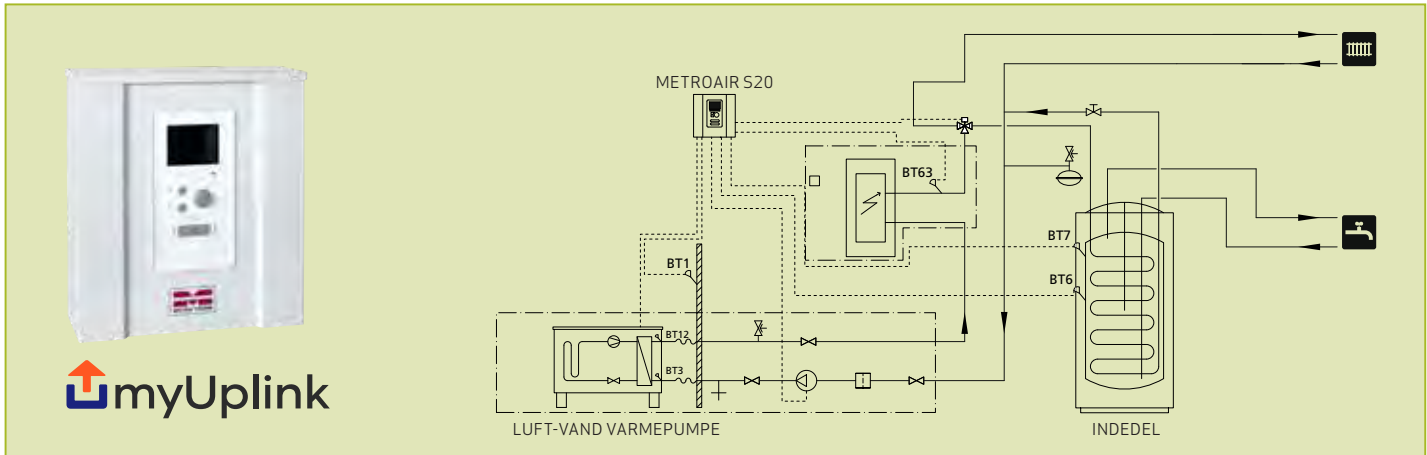 METROAIR S20
BT63
BT7
BT1
BT6
BT12
BT3
myUplink
LUFT-VAND VARMEPUMPE
INDEDEL